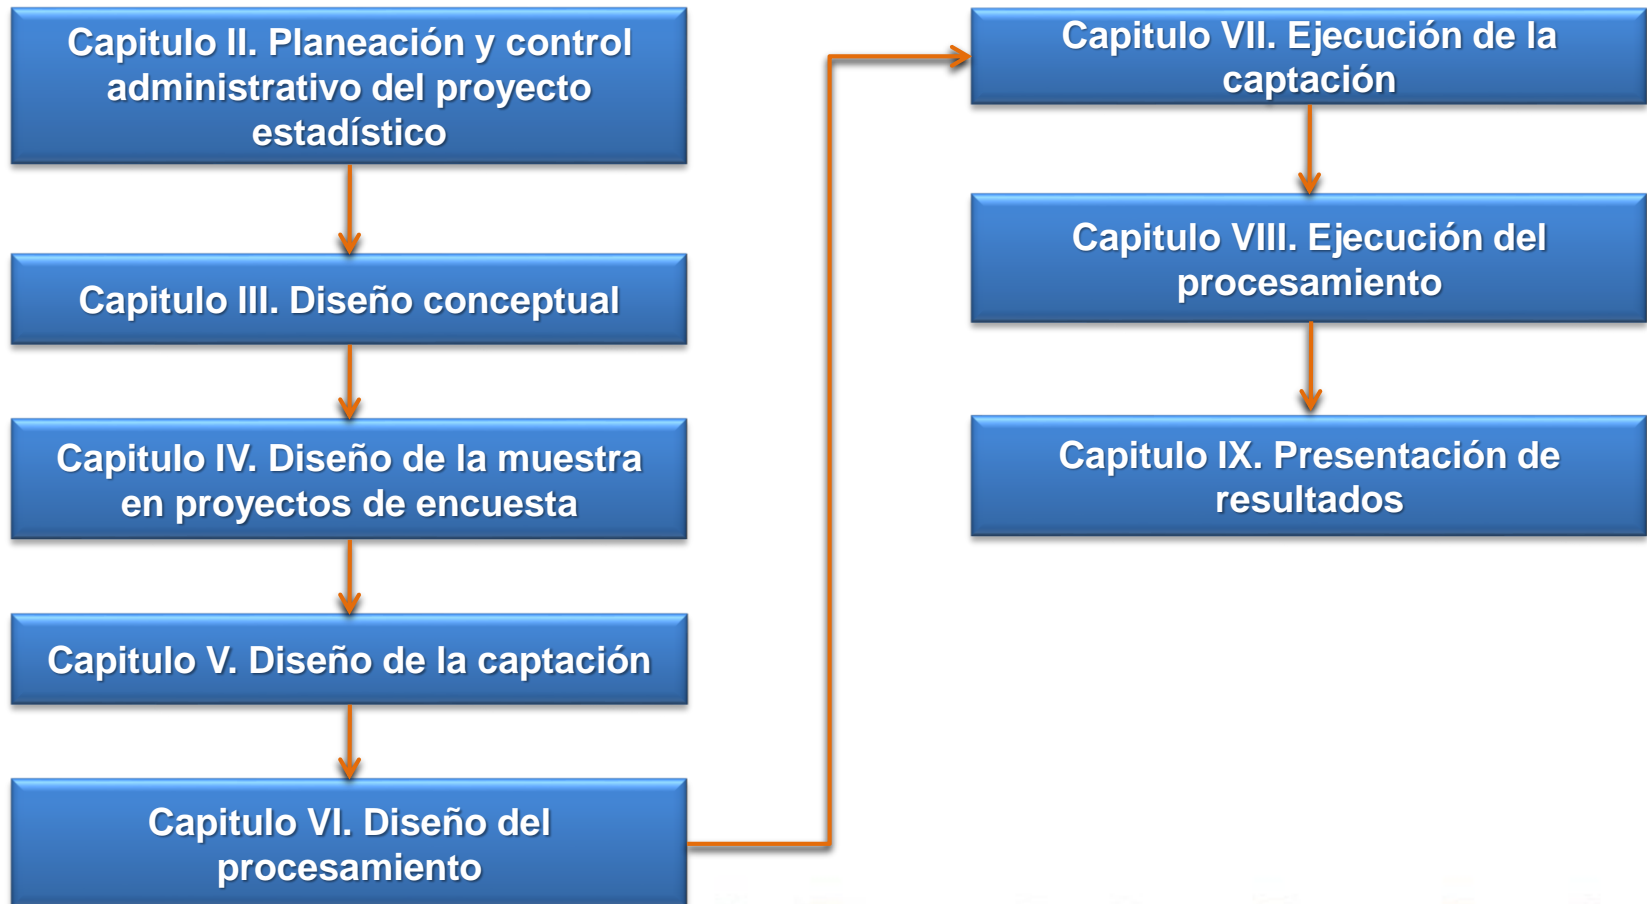 Capitulo II. Planeación y control
administrativo del proyecto
estadístico
Capitulo III. Diseño conceptual
Capitulo IV. Diseño de la muestra
en proyectos de encuesta
Capitulo V. Diseño de la captación
Capitulo VI. Diseño del
procesamiento
Capitulo VII. Ejecución de la
captación
Capitulo VIII. Ejecución del
procesamiento
Capitulo IX. Presentación de
resultados